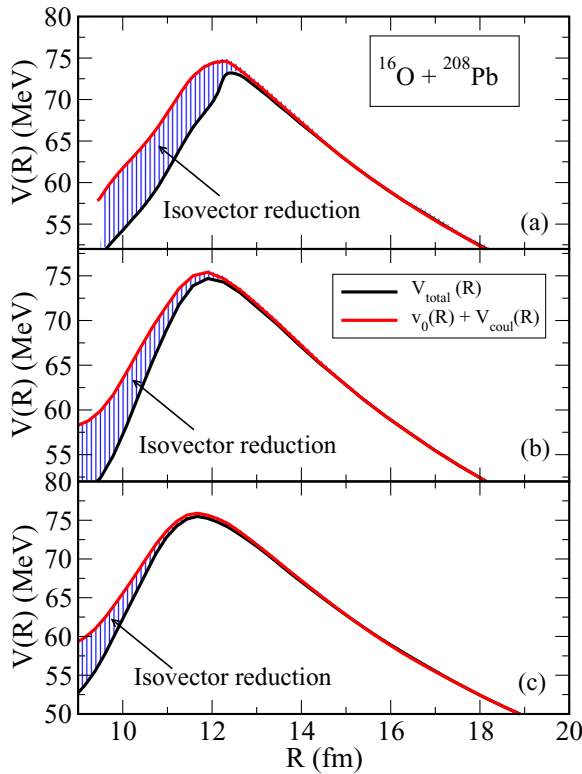 80
75
70
65
60
55
V(R) (MeV)
¹⁶O + ²⁰⁸Pb
Isovector reduction
(a)
80
75
70
65
60
55
V(R) (MeV)
V_total (R)
v_0(R) + V_coul(R)
Isovector reduction
(b)
80
75
70
65
60
55
50
V(R) (MeV)
Isovector reduction
(c)
10 12 14 16 18 20
R (fm)